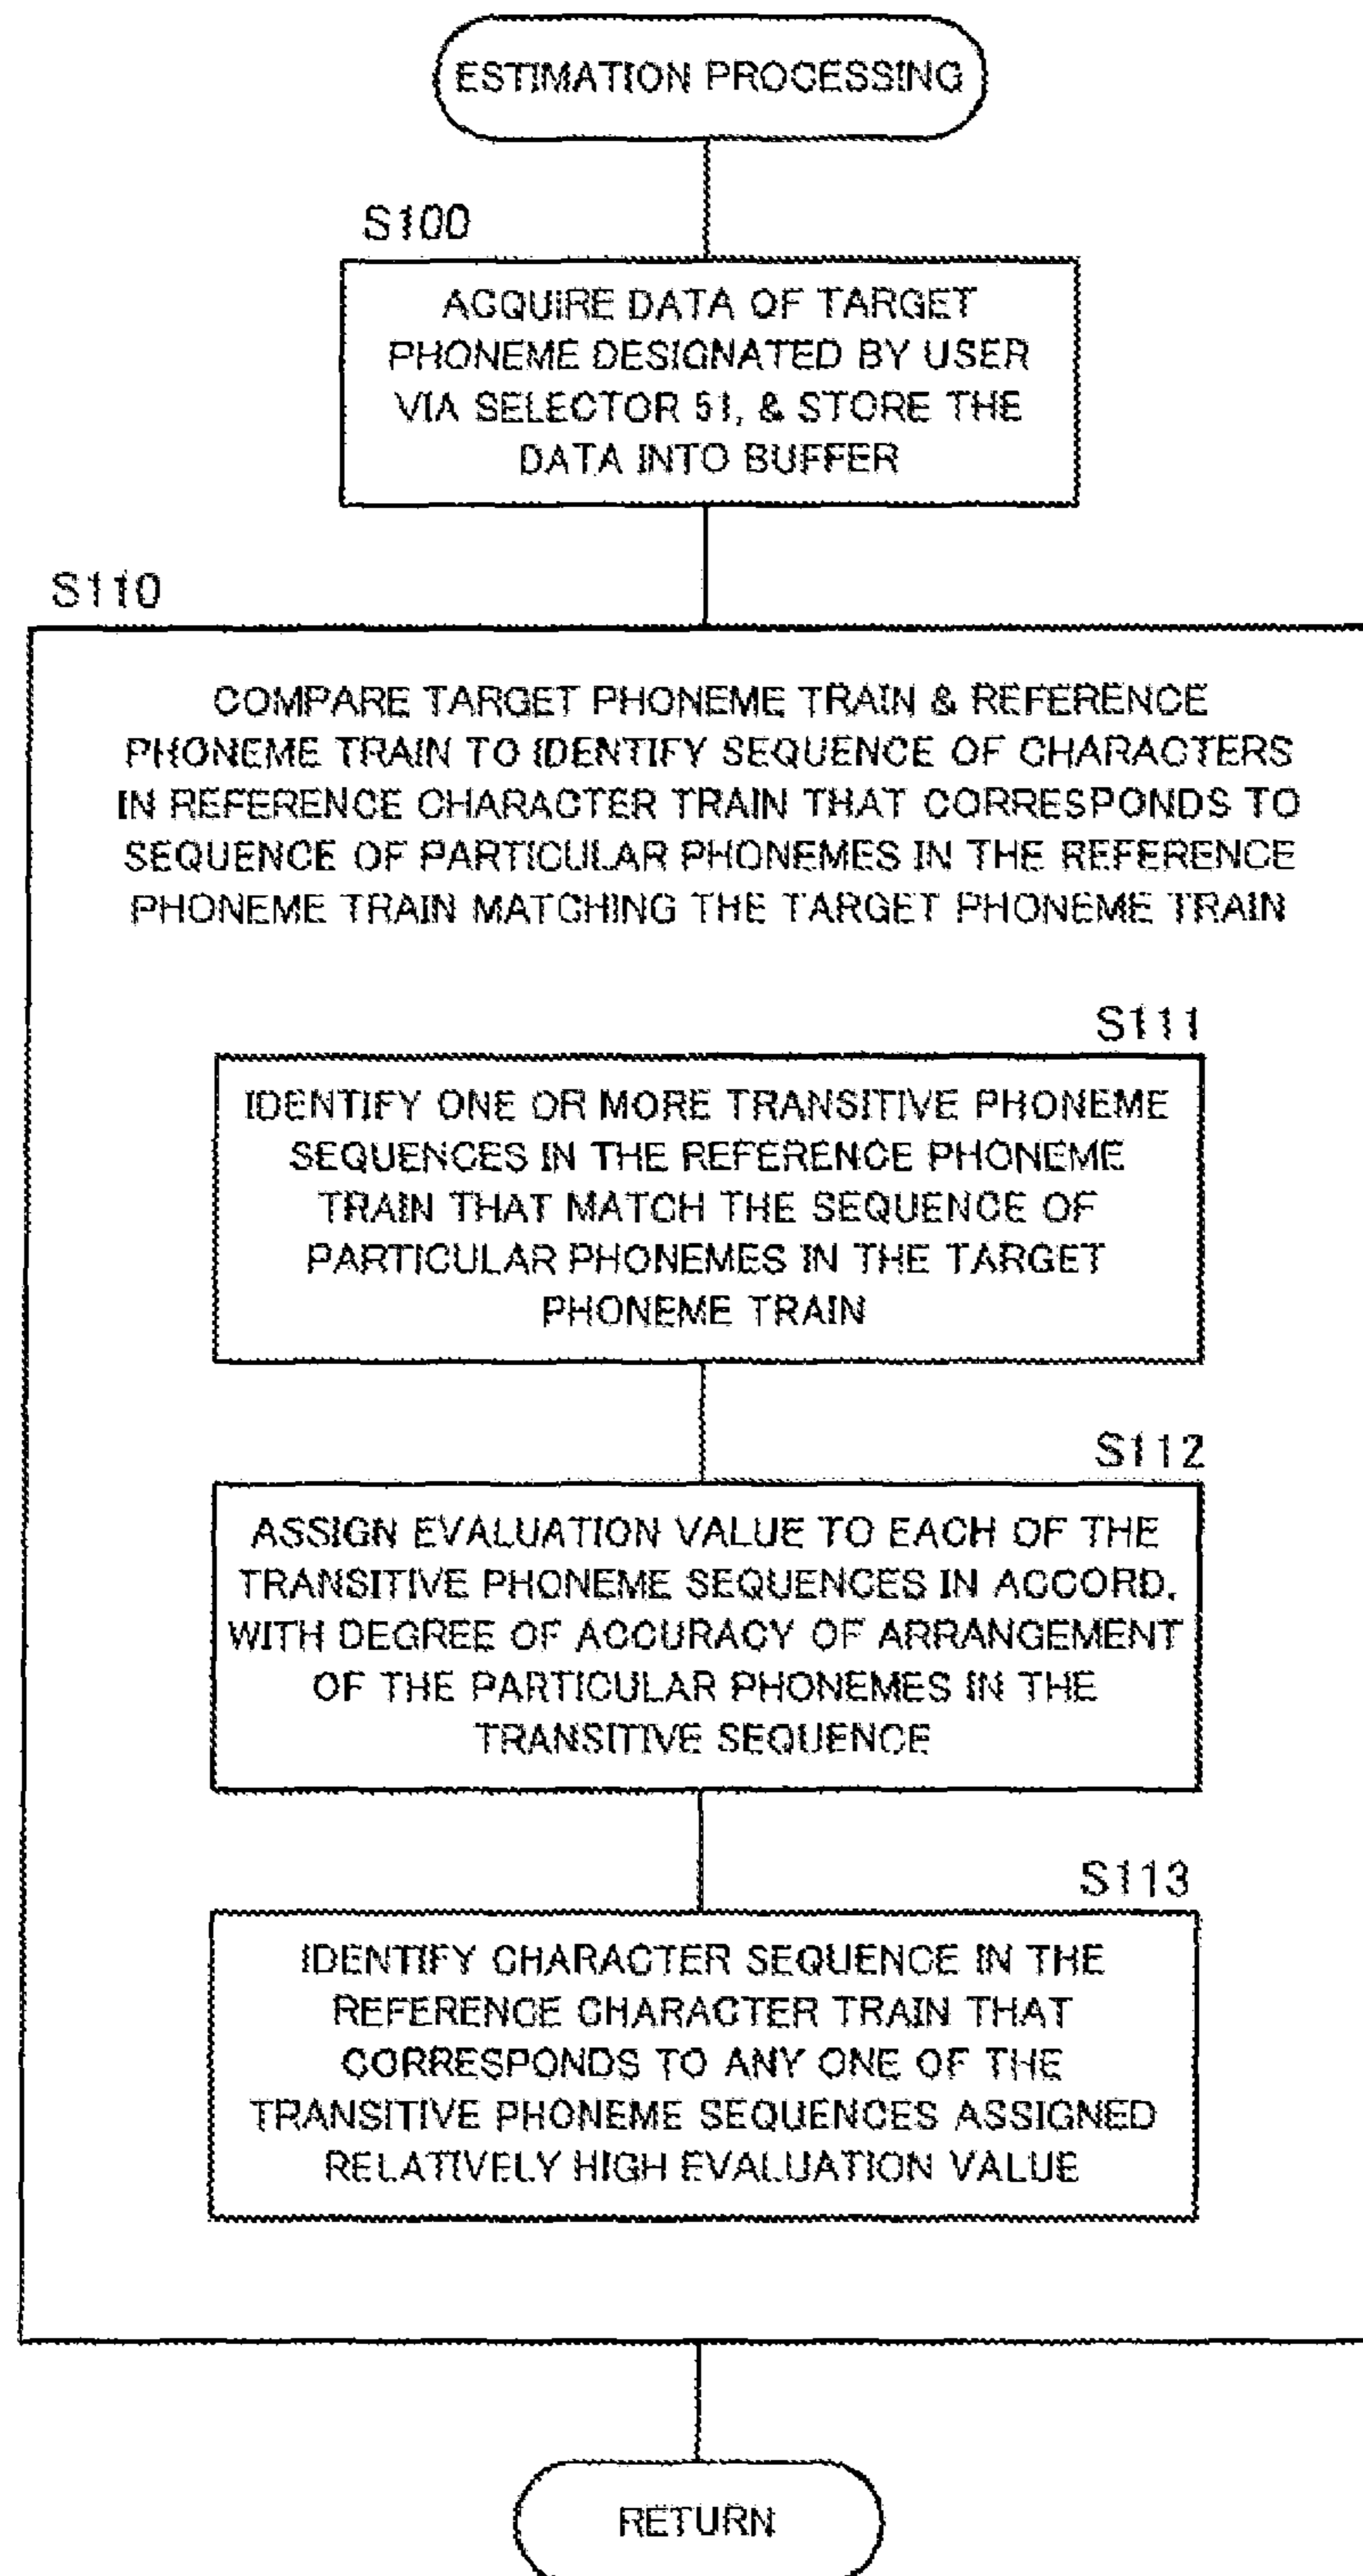 ESTIMATION PROCESSING
S100
ACQUIRE DATA OF TARGET
PHONEME DESIGNATED BY USER
VIA SELECTOR 51, & STORE THE
DATA INTO BUFFER
S110
COMPARE TARGET PHONEME TRAIN & REFERENCE
PHONEME TRAIN TO IDENTIFY SEQUENCE OF CHARACTERS
IN REFERENCE CHARACTER TRAIN THAT CORRESPONDS TO
SEQUENCE OF PARTICULAR PHONEMES IN THE REFERENCE
PHONEME TRAIN MATCHING THE TARGET PHONEME TRAIN
S111
IDENTIFY ONE OR MORE TRANSITIVE PHONEME
SEQUENCES IN THE REFERENCE PHONEME
TRAIN THAT MATCH THE SEQUENCE OF
PARTICULAR PHONEMES IN THE TARGET
PHONEME TRAIN
S112
ASSIGN EVALUATION VALUE TO EACH OF THE
TRANSITIVE PHONEME SEQUENCES IN ACCORD.
WITH DEGREE OF ACCURACY OF ARRANGEMENT
OF THE PARTICULAR PHONEMES IN THE
TRANSITIVE SEQUENCE
S113
IDENTIFY CHARACTER SEQUENCE IN THE
REFERENCE CHARACTER TRAIN THAT
CORRESPONDS TO ANY ONE OF THE
TRANSITIVE PHONEME SEQUENCES ASSIGNED
RELATIVELY HIGH EVALUATION VALUE
RETURN